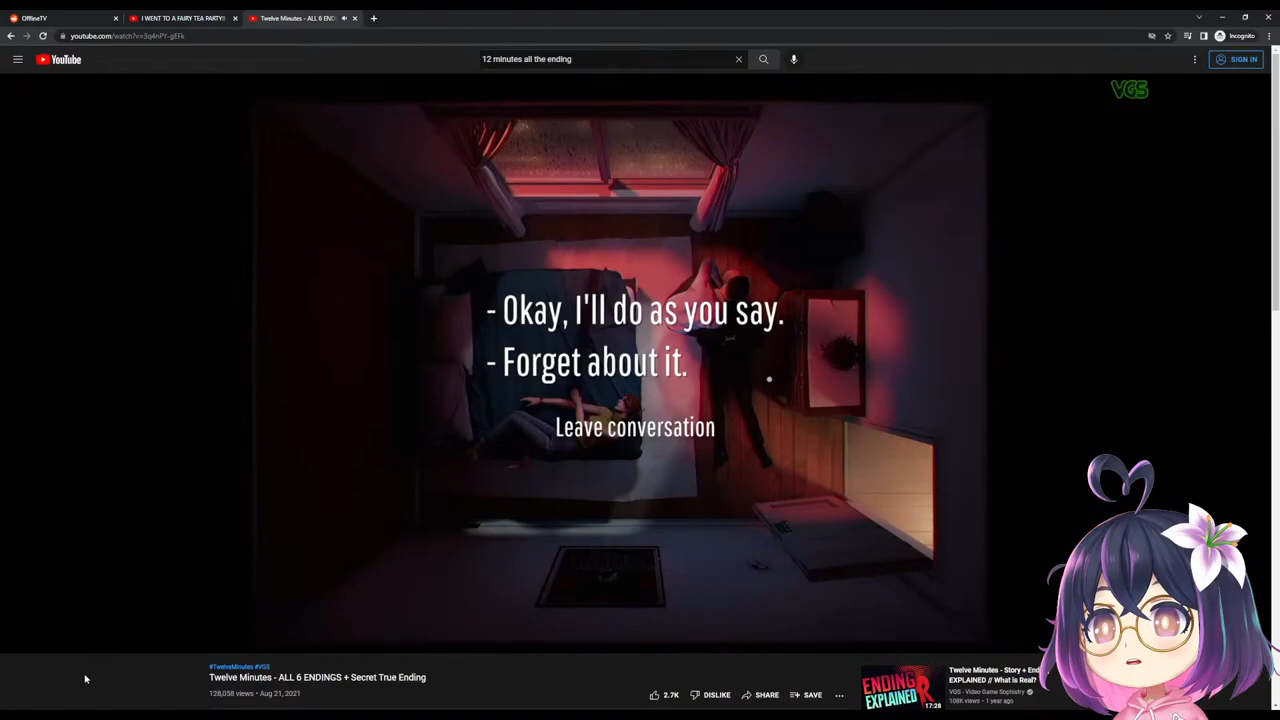 OfflineTV
I WENT TO A FAIRY TEA PARTY!!
Twelve Minutes - ALL 6 END
youtube.com/watch?v=3q4nPY-gEFk
Incognito
YouTube
12 minutes all the ending
SIGN IN
VGS
- Okay, I'll do as you say.
- Forget about it.
Leave conversation
#TwelveMinutes #VGS
Twelve Minutes - ALL 6 ENDINGS + Secret True Ending
128,058 views • Aug 21, 2021
2.7K
DISLIKE
SHARE
SAVE
ENDING
EXPLAINED
17:28
Twelve Minutes - Story + End
EXPLAINED // What is Real?
VGS - Video Game Sophistry
108K views • 1 year ago